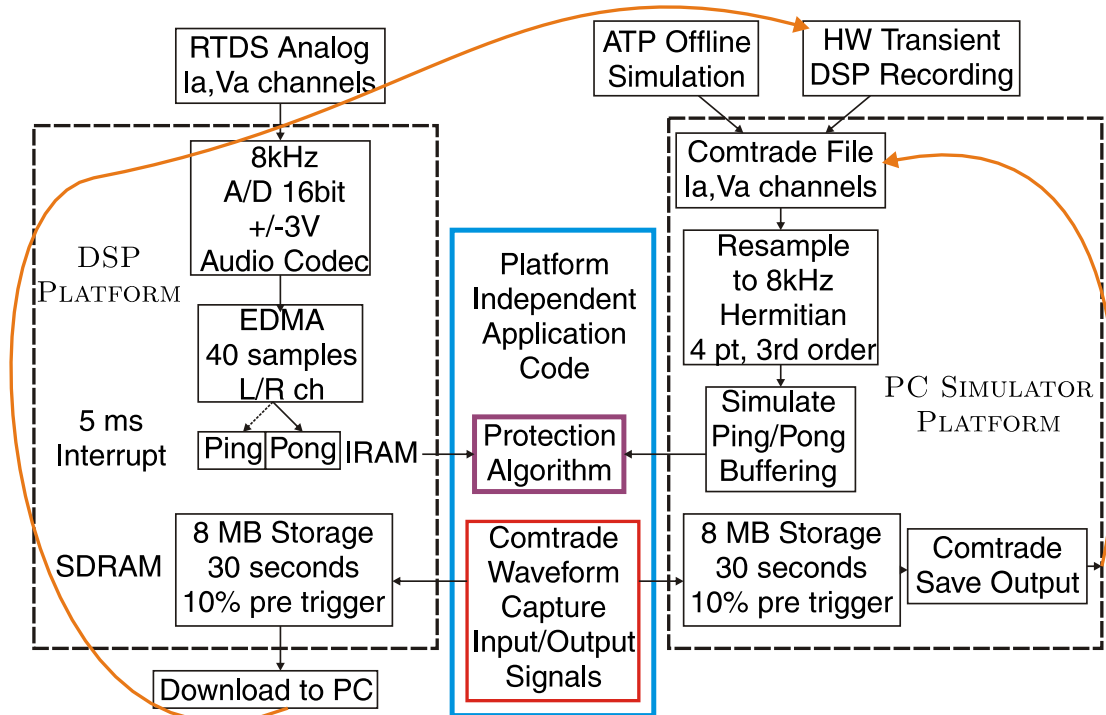 RTDS Analog
Ia,Va channels
8kHz
A/D 16bit
+/-3V
Audio Codec
DSP
PLATFORM
EDMA
40 samples
L/R ch
5 ms
Interrupt
Ping Pong IRAM
SDRAM
8 MB Storage
30 seconds
10% pre trigger
Download to PC
Platform
Independent
Application
Code
Protection
Algorithm
Comtrade
Waveform
Capture
Input/Output
Signals
ATP Offline
Simulation
HW Transient
DSP Recording
Comtrade File
Ia,Va channels
Resample
to 8kHz
Hermitian
4 pt, 3rd order
PC SIMULATOR
PLATFORM
Simulate
Ping/Pong
Buffering
8 MB Storage
30 seconds
10% pre trigger
Comtrade
Save Output